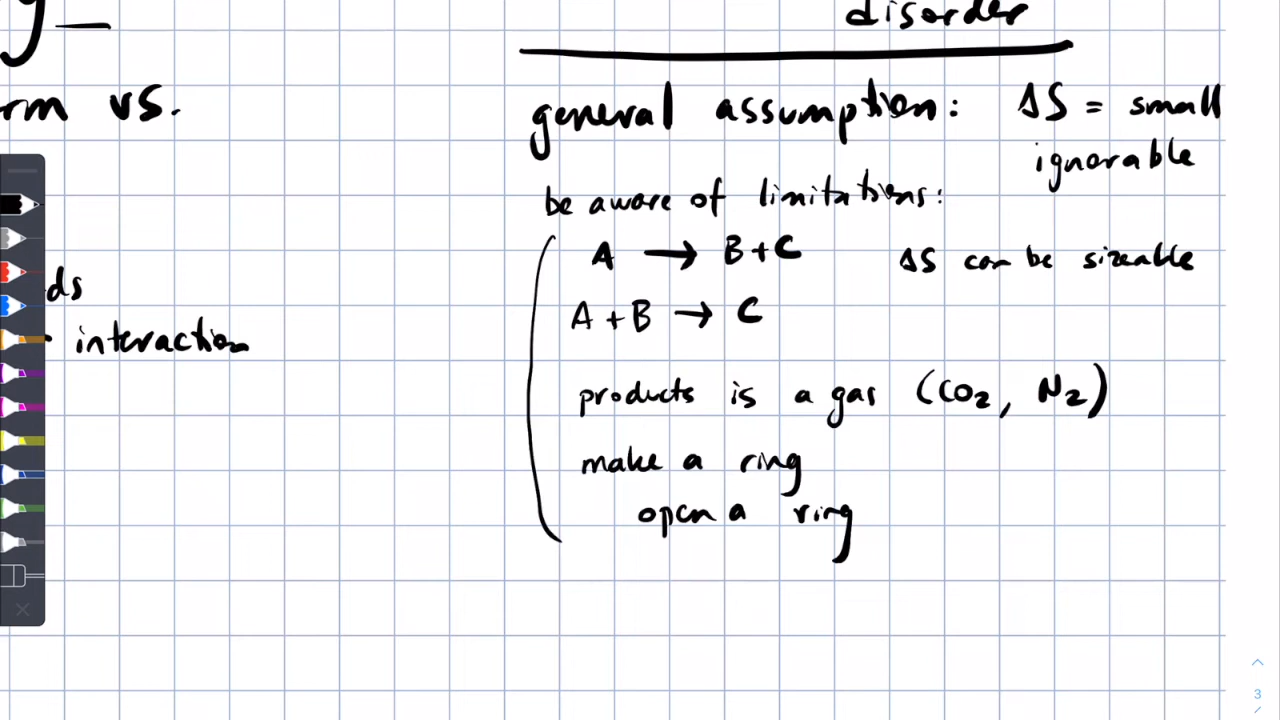 disorder
rm vs.
ds
interaction
general assumption: ΔS = small
ignorable
be aware of limitations:
A → B+C ΔS can be sizeable
A + B → C
products is a gas (CO₂, N₂)
make a ring
open a ring
3